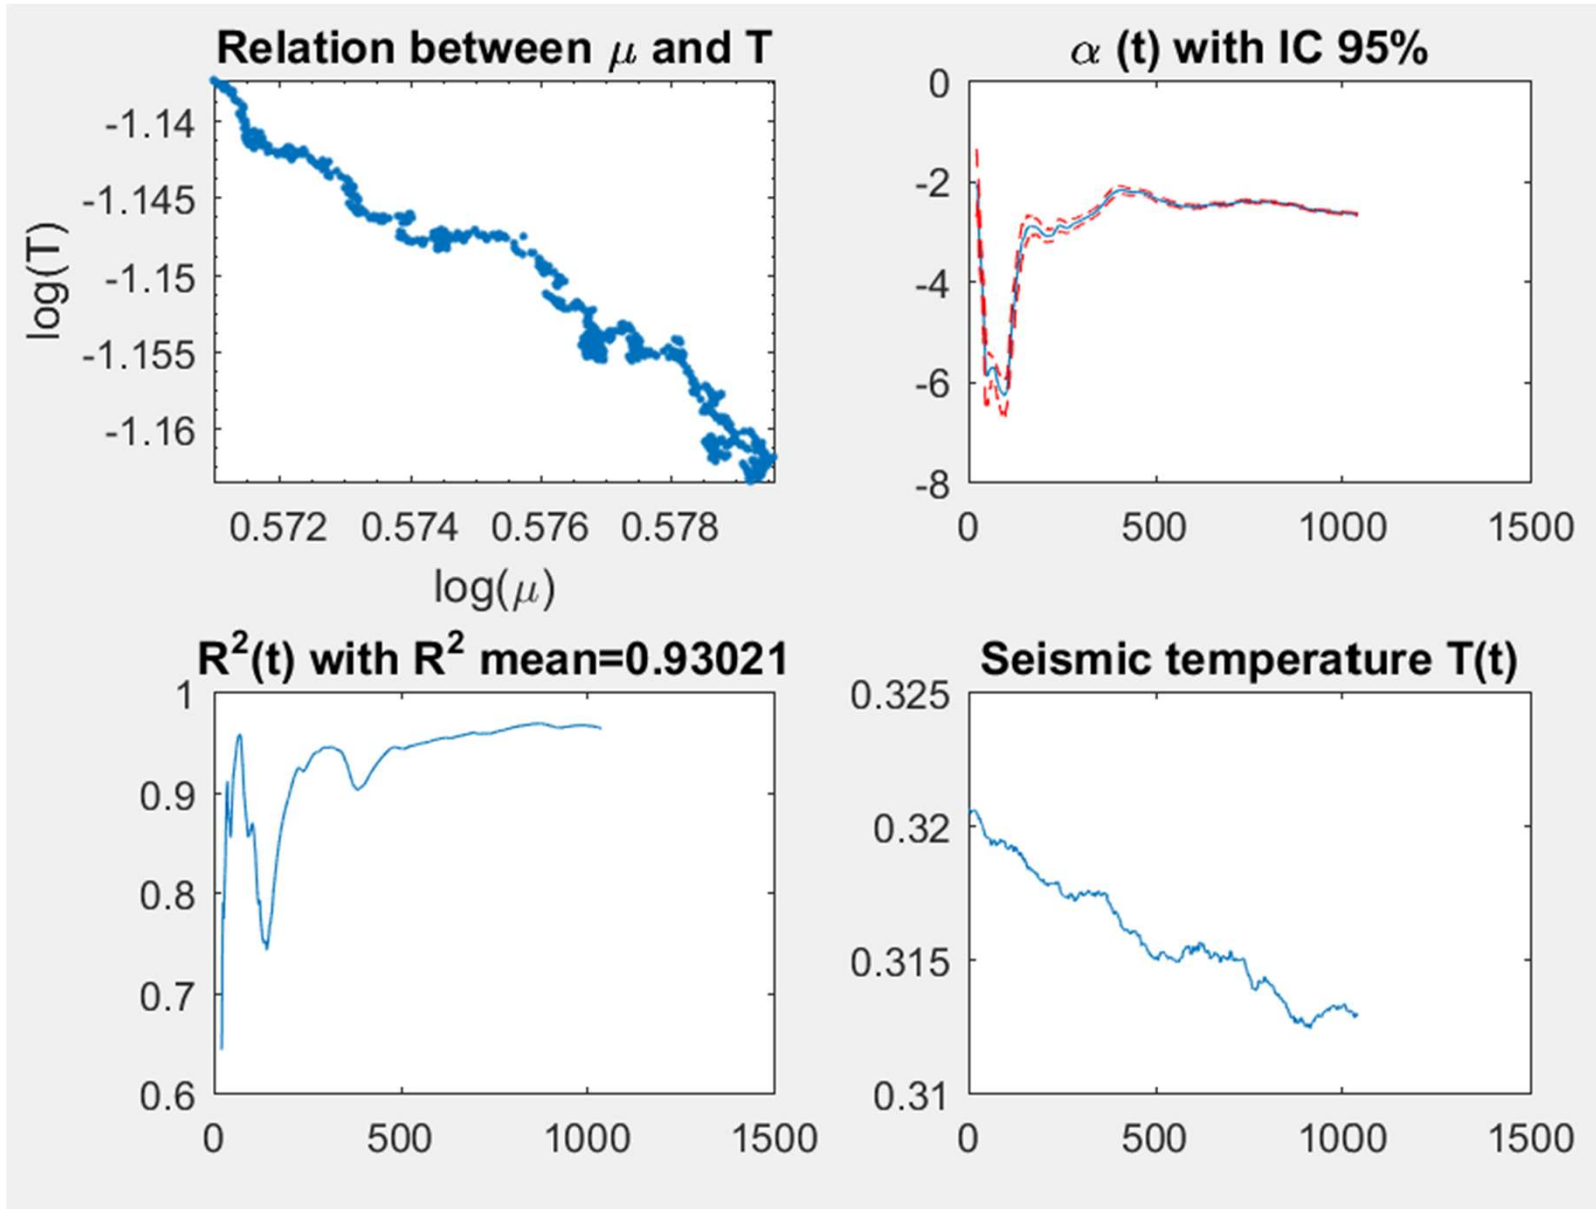 Relation between μ and T
-1.14
-1.145
-1.15
-1.155
-1.16
log(T)
0.572 0.574 0.576 0.578
log(μ)
α (t) with IC 95%
0
-2
-4
-6
-8
0 500 1000 1500
R²(t) with R² mean=0.93021
1
0.9
0.8
0.7
0.6
0 500 1000 1500
Seismic temperature T(t)
0.325
0.32
0.315
0.31
0 500 1000 1500